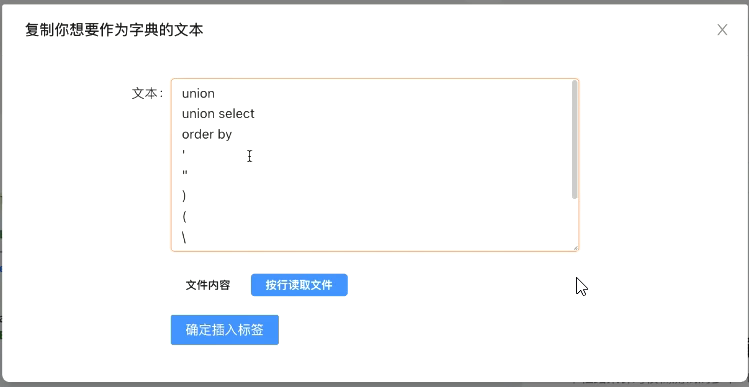 复制你想要作为字典的文本
文本：
union
union select
order by
'
"
)
(
\
文件内容
按行读取文件
确定插入标签